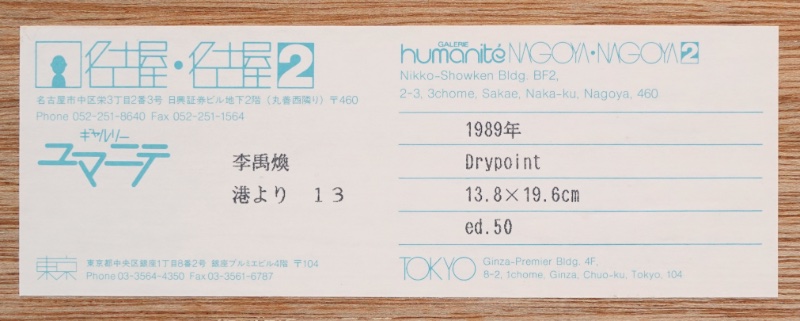 名古屋・名古屋2
名古屋市中区栄3丁目2番3号 日興証券ビル地下2階 (丸善西隣り) 〒460
Phone 052-251-8640 Fax 052-251-1564
ギャルリー
ユマニテ
李禹煥
港より 13
東京
東京都中央区銀座1丁目8番2号 銀座プルミエビル4階 〒104
Phone 03-3564-4350 Fax 03-3561-6787
GALERIE
humanité NAGOYA・NAGOYA 2
Nikko-Showken Bldg. BF2,
2-3, 3chome, Sakae, Naka-ku, Nagoya, 460
1989年
Drypoint
13.8×19.6cm
ed.50
TOKYO
Ginza-Premier Bldg. 4F,
8-2, 1chome, Ginza, Chuo-ku, Tokyo, 104